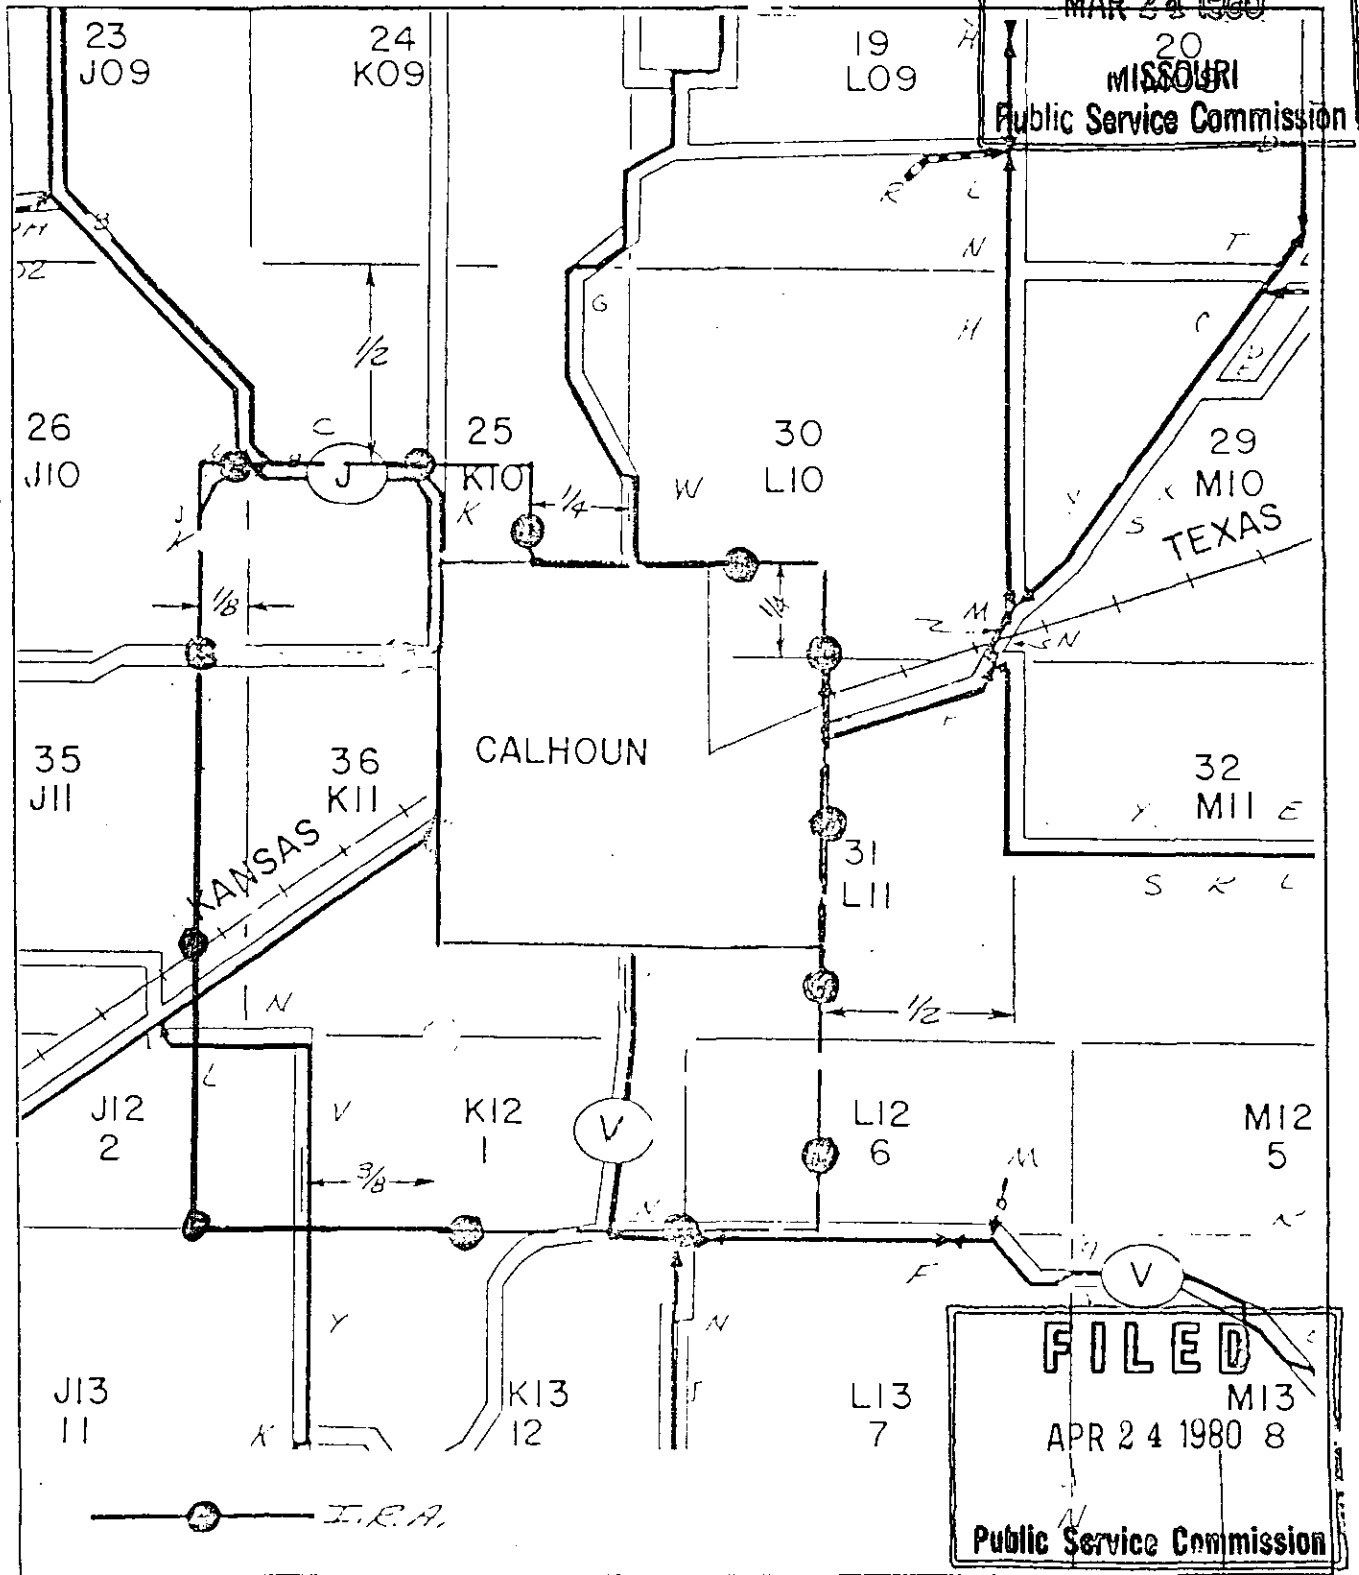 MISSOURI
Public Service Commission
23
J09
24
K09
19
L09
20
H
R
L
B
G
N
T
H
C
1/2
26
J10
C
J
25
K10
K
1/4
W
30
L10
29
M10
V
K
S
TEXAS
J
K
1/8
1/4
M
N
35
J11
36
K11
CALHOUN
32
M11
Y
E
KANSAS
31
L11
S
K
L
N
1/2
L
J12
2
V
K12
1
V
L12
6
M12
5
3/8
M
N
N
F
V
Y
N
FILED
J13
11
K
K13
12
L13
7
M13
8
APR 24 1980
N
I.R.A.
Public Service Commission